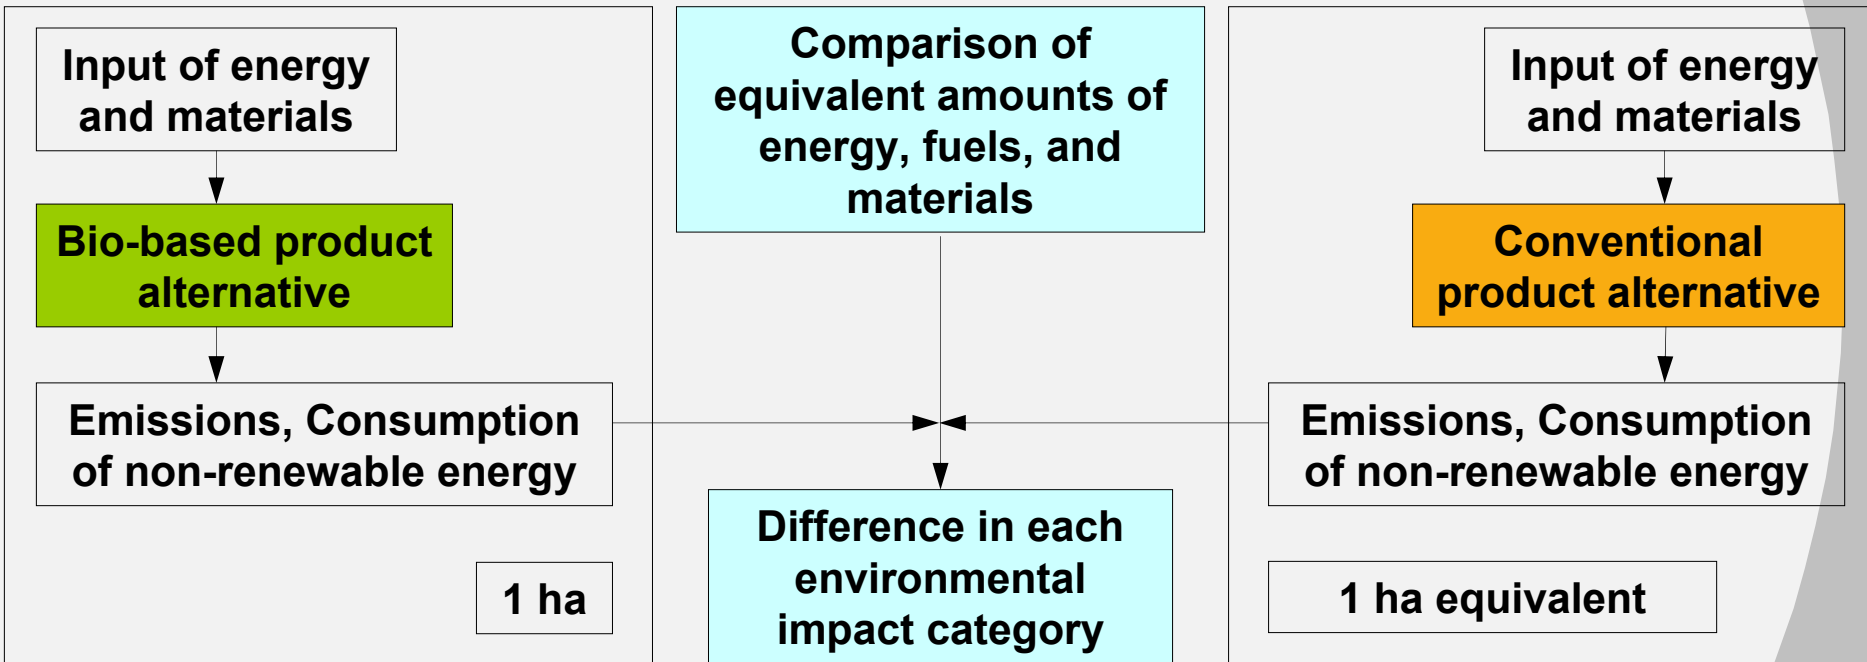 Input of energy
and materials
Bio-based product
alternative
Emissions, Consumption
of non-renewable energy
1 ha
Comparison of
equivalent amounts of
energy, fuels, and
materials
Difference in each
environmental
impact category
Input of energy
and materials
Conventional
product alternative
Emissions, Consumption
of non-renewable energy
1 ha equivalent